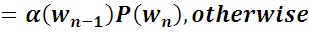 = α(wₙ₋₁)P(wₙ), otherwise